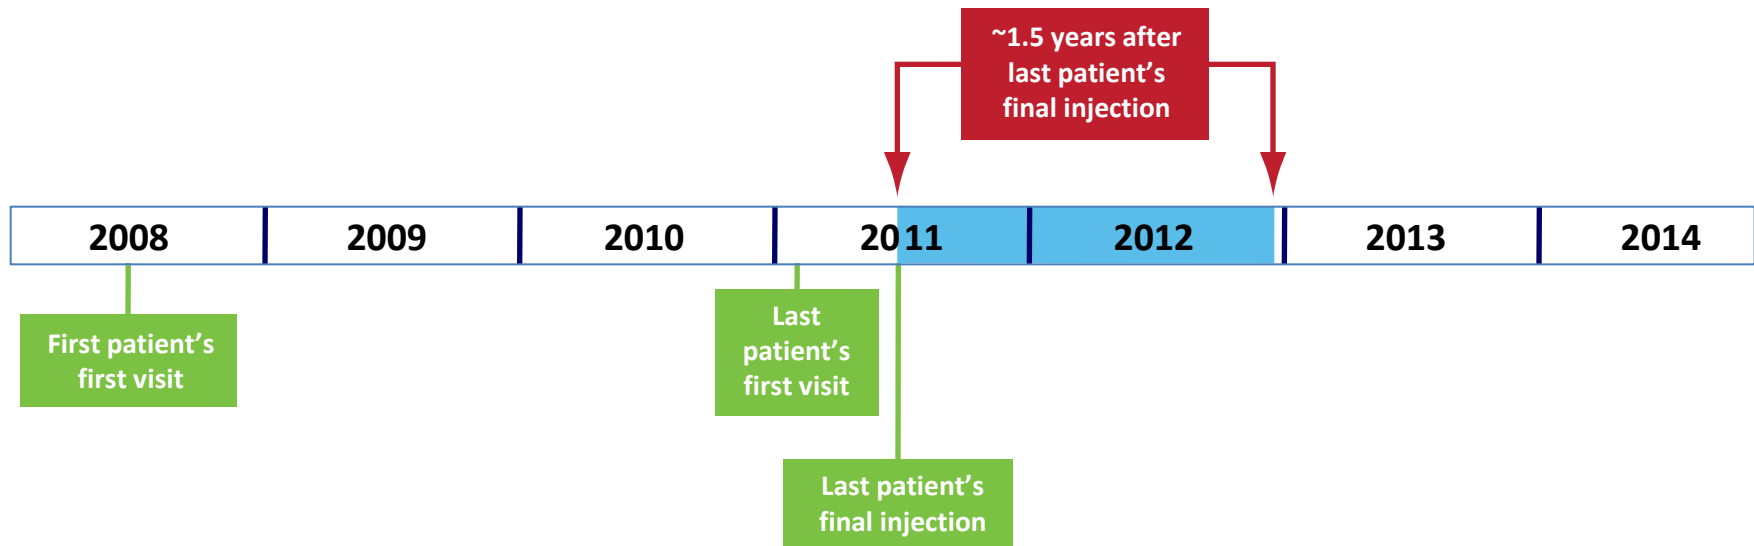 ~1.5 years after
last patient's
final injection
2008 2009 2010 2011 2012 2013 2014
First patient's
first visit
Last
patient's
first visit
Last patient's
final injection